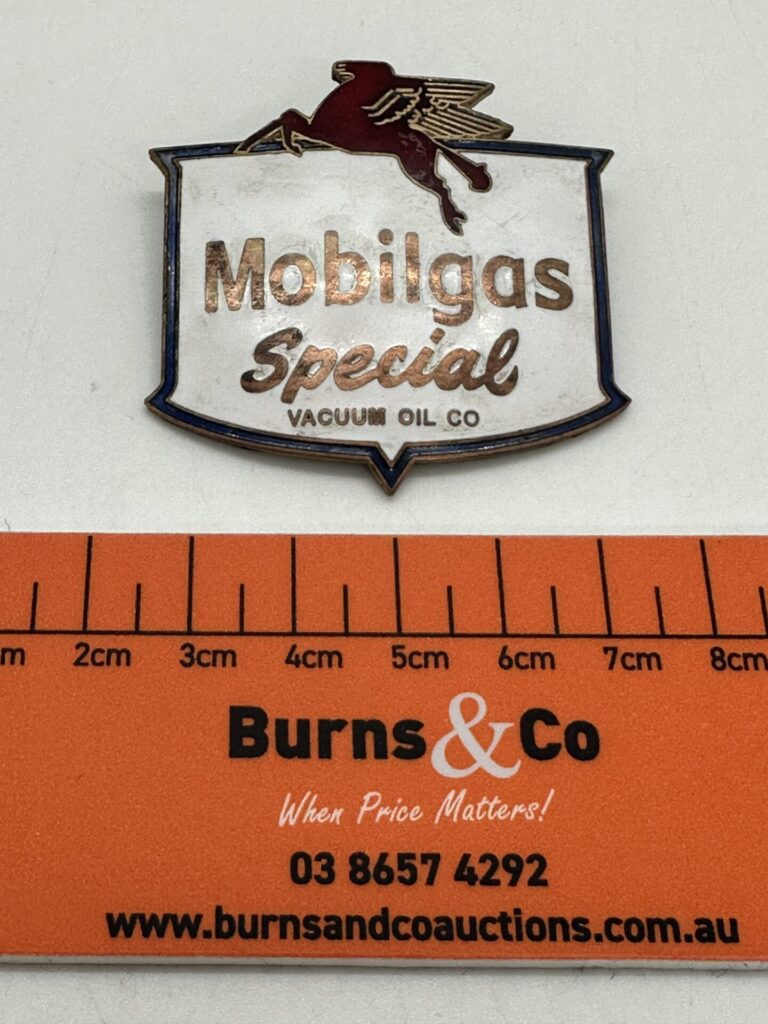 Mobilgas
Special
VACUUM OIL CO
m 2cm 3cm 4cm 5cm 6cm 7cm 8cm
Burns & Co
When Price Matters!
03 8657 4292
www.burnsandcoauctions.com.au